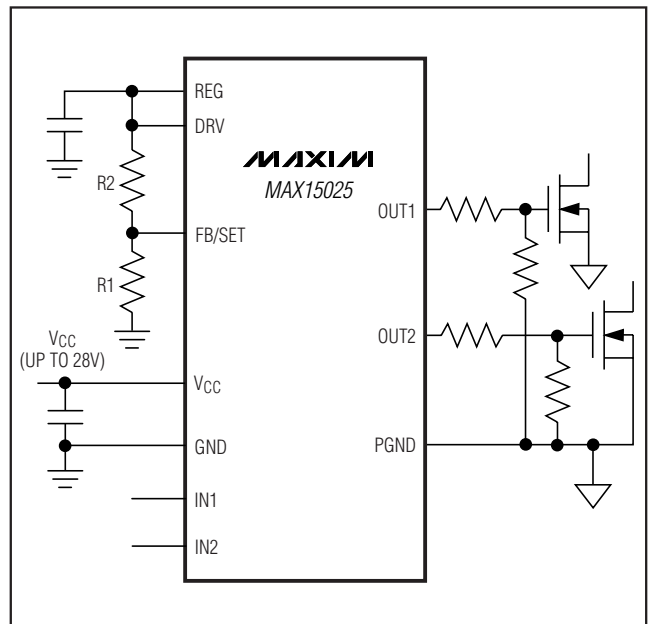 REG
DRV
MAXIM
MAX15025
R2
OUT1
FB/SET
R1
VCC
(UP TO 28V)
OUT2
VCC
GND
PGND
IN1
IN2